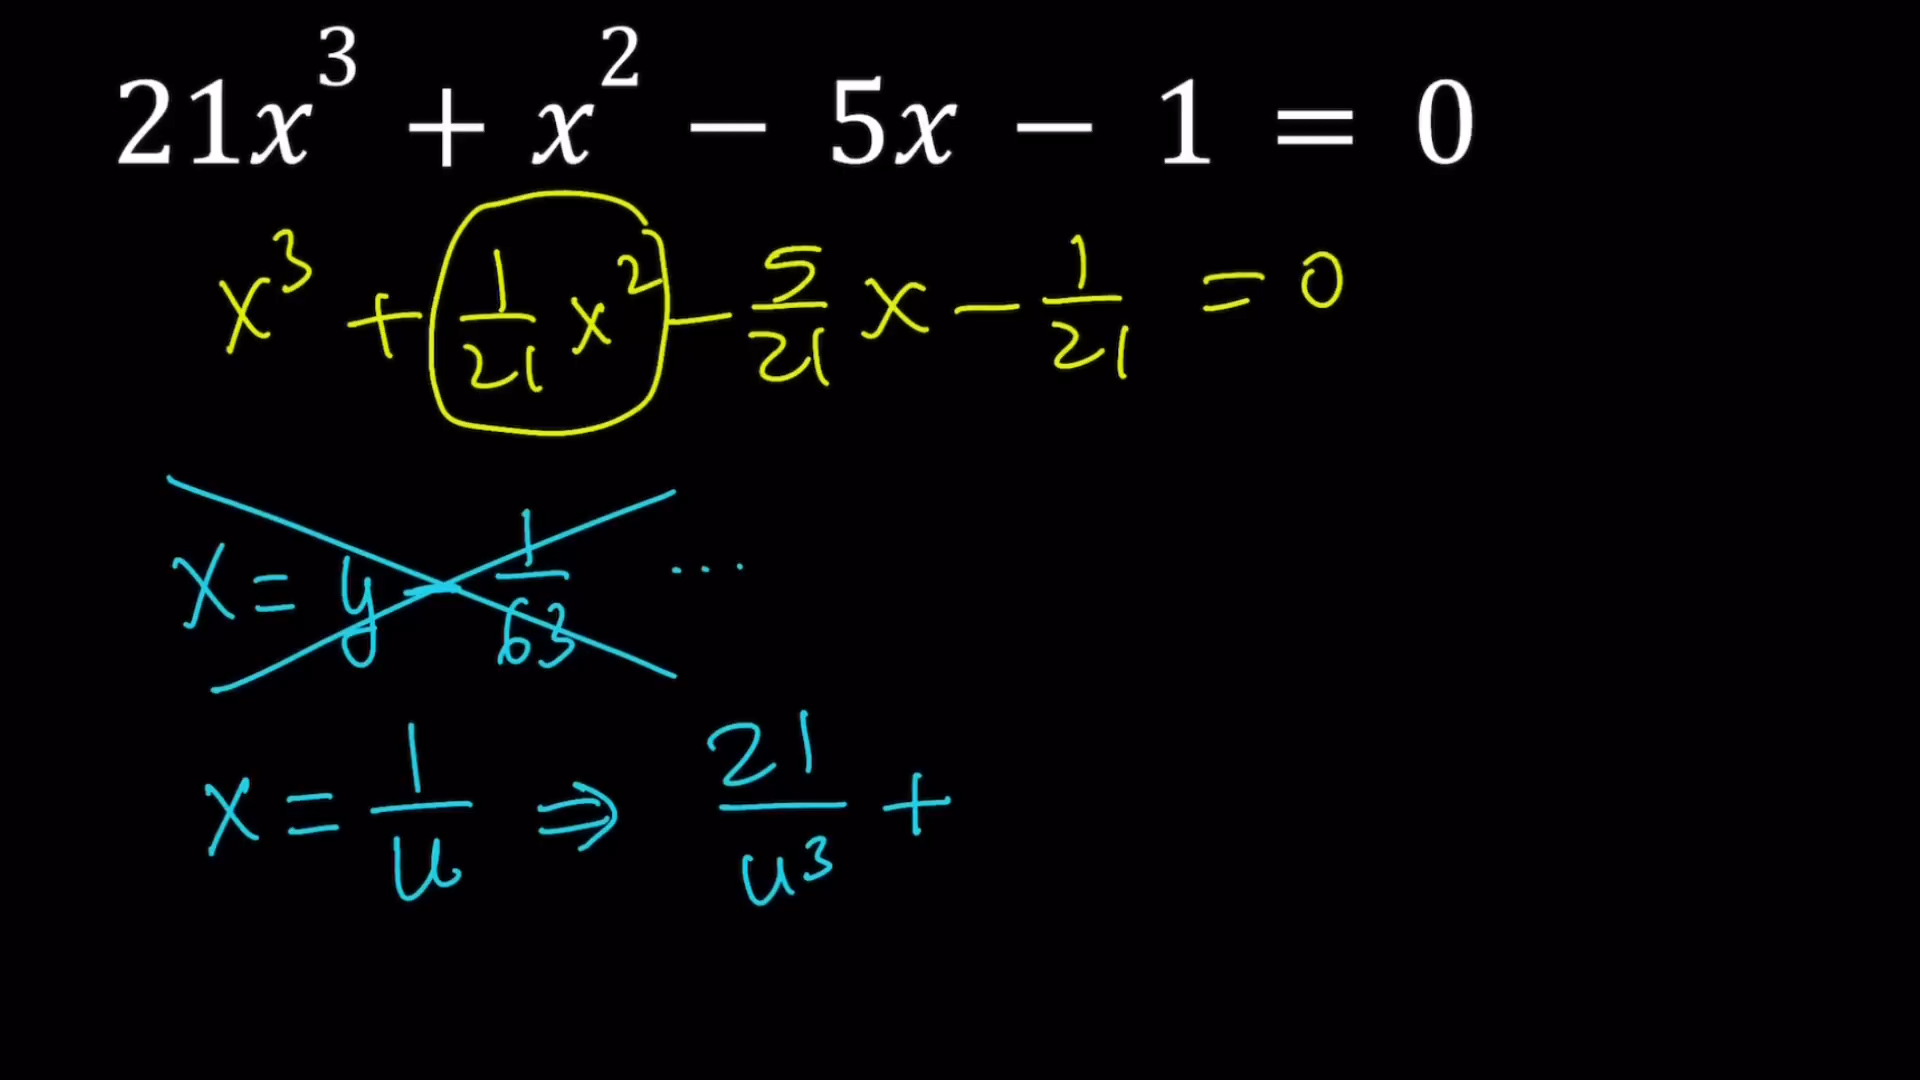 21x³ + x² − 5x − 1 = 0
x³ + 1/21 x² − 5/21 x − 1/21 = 0
x = y − 1/63 ...
x = 1/u ⇒ 21/u³ +